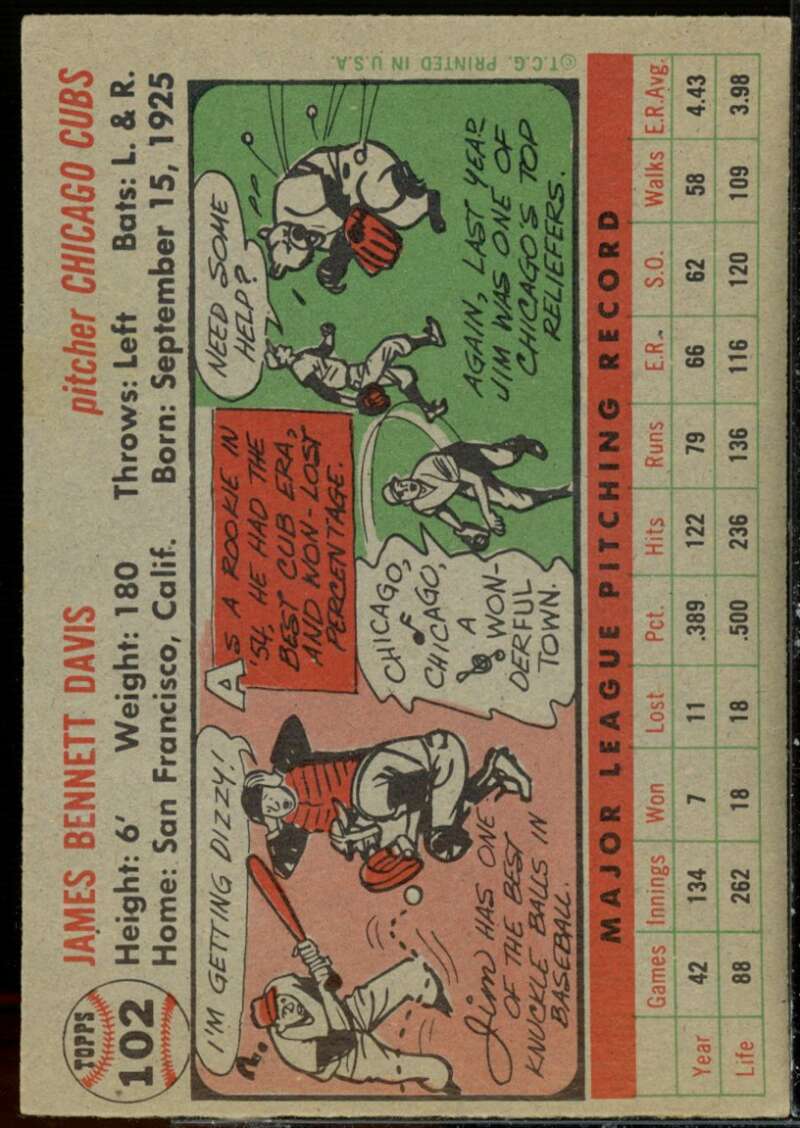 TOPPS
102
JAMES BENNETT DAVIS pitcher CHICAGO CUBS
Height: 6' Weight: 180 Throws: Left Bats: L. & R.
Home: San Francisco, Calif. Born: September 15, 1925
I'M GETTING DIZZY!
Jim HAS ONE
OF THE BEST
KNUCKLE BALLS IN
BASEBALL.
AS A ROOKIE IN
'54, HE HAD THE
BEST CUB ERA,
AND WON-LOST
PERCENTAGE.
CHICAGO,
CHICAGO,
A
WON-
DERFUL
TOWN.
NEED SOME
HELP?
AGAIN, LAST YEAR
JIM WAS ONE OF
CHICAGO'S TOP
RELIEFERS.
©T.C.G. PRINTED IN U.S.A.
MAJOR LEAGUE PITCHING RECORD
Games Innings Won Lost Pct. Hits Runs E.R. S.O. Walks E.R.Avg.
Year 42 134 7 11 .389 122 79 66 62 58 4.43
Life 88 262 18 18 .500 236 136 116 120 109 3.98